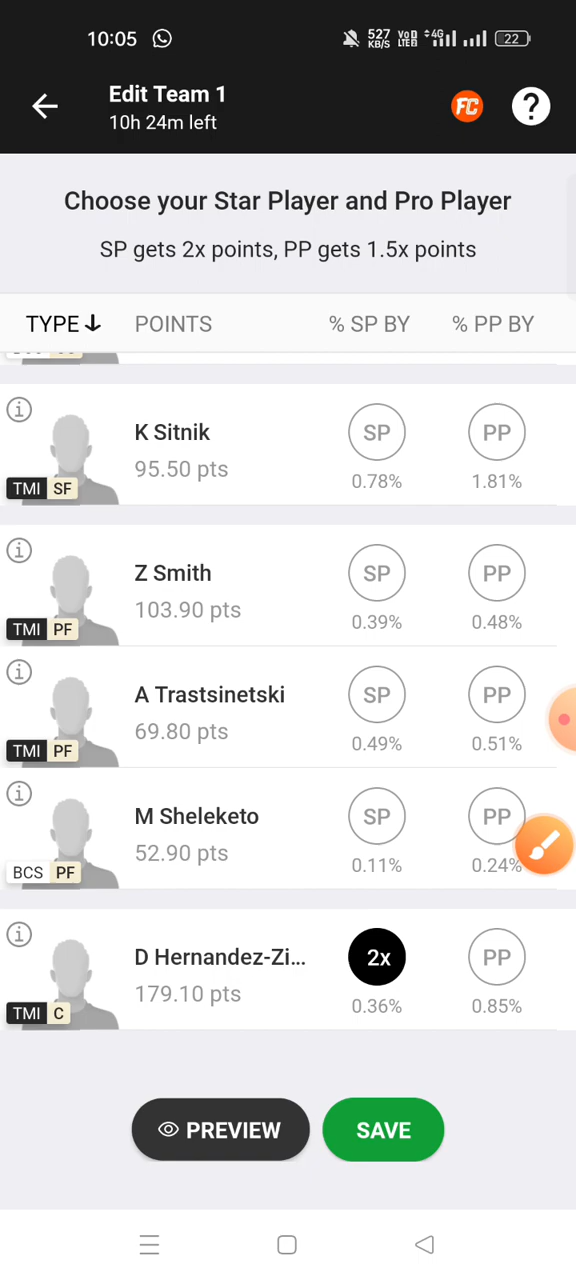 10:05
527 KB/S
Vo LTE
4G
22
Edit Team 1
10h 24m left
FC
?
Choose your Star Player and Pro Player
SP gets 2x points, PP gets 1.5x points
TYPE POINTS % SP BY % PP BY
K Sitnik
95.50 pts
TMI SF
SP
0.78%
PP
1.81%
Z Smith
103.90 pts
TMI PF
SP
0.39%
PP
0.48%
A Trastsinetski
69.80 pts
TMI PF
SP
0.49%
PP
0.51%
M Sheleketo
52.90 pts
BCS PF
SP
0.11%
PP
0.24%
D Hernandez-Zi...
179.10 pts
TMI C
2x
0.36%
PP
0.85%
PREVIEW
SAVE